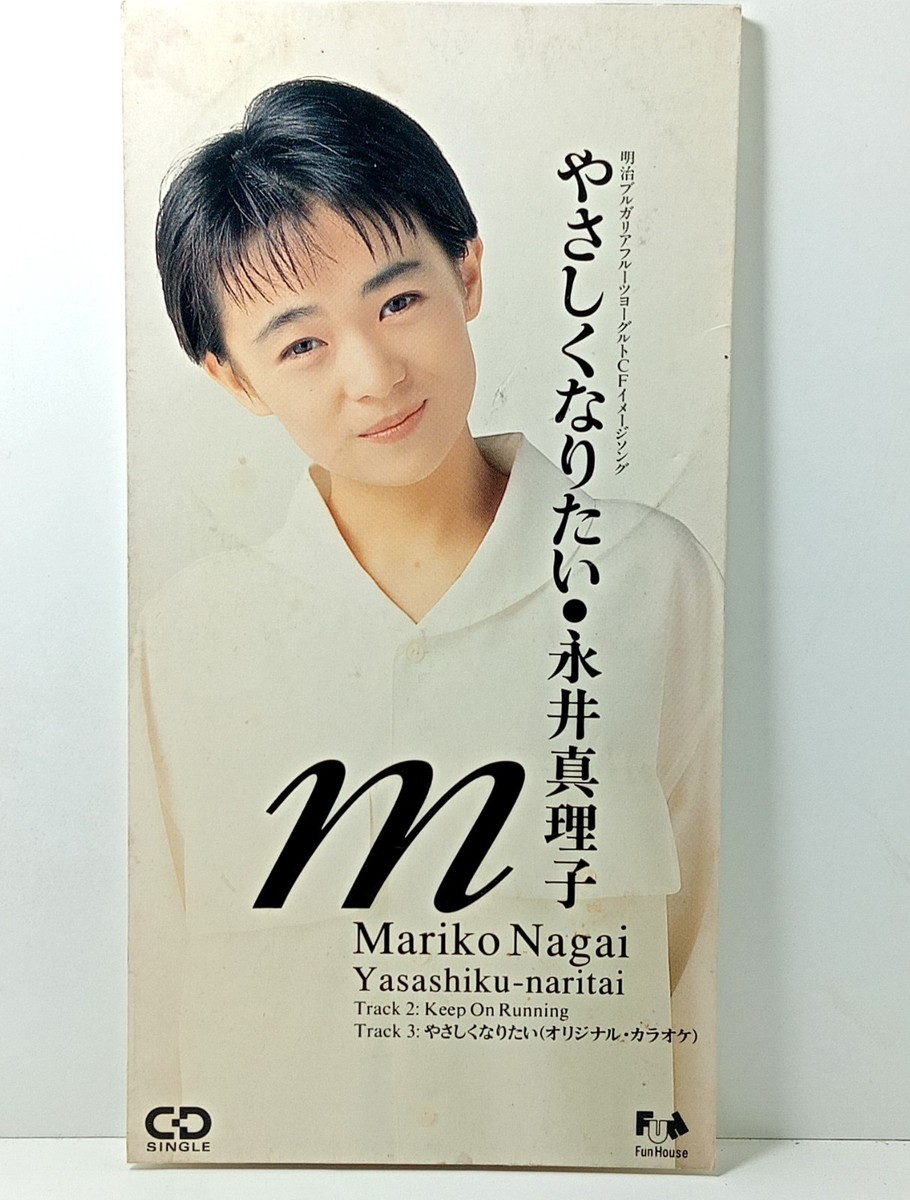 明治ブルガリアフルーツヨーグルトCFイメージソング
やさしくなりたい●永井真理子
m
Mariko Nagai
Yasashiku-naritai
Track 2: Keep On Running
Track 3: やさしくなりたい(オリジナル・カラオケ)
CD
SINGLE
Fun
Fun House